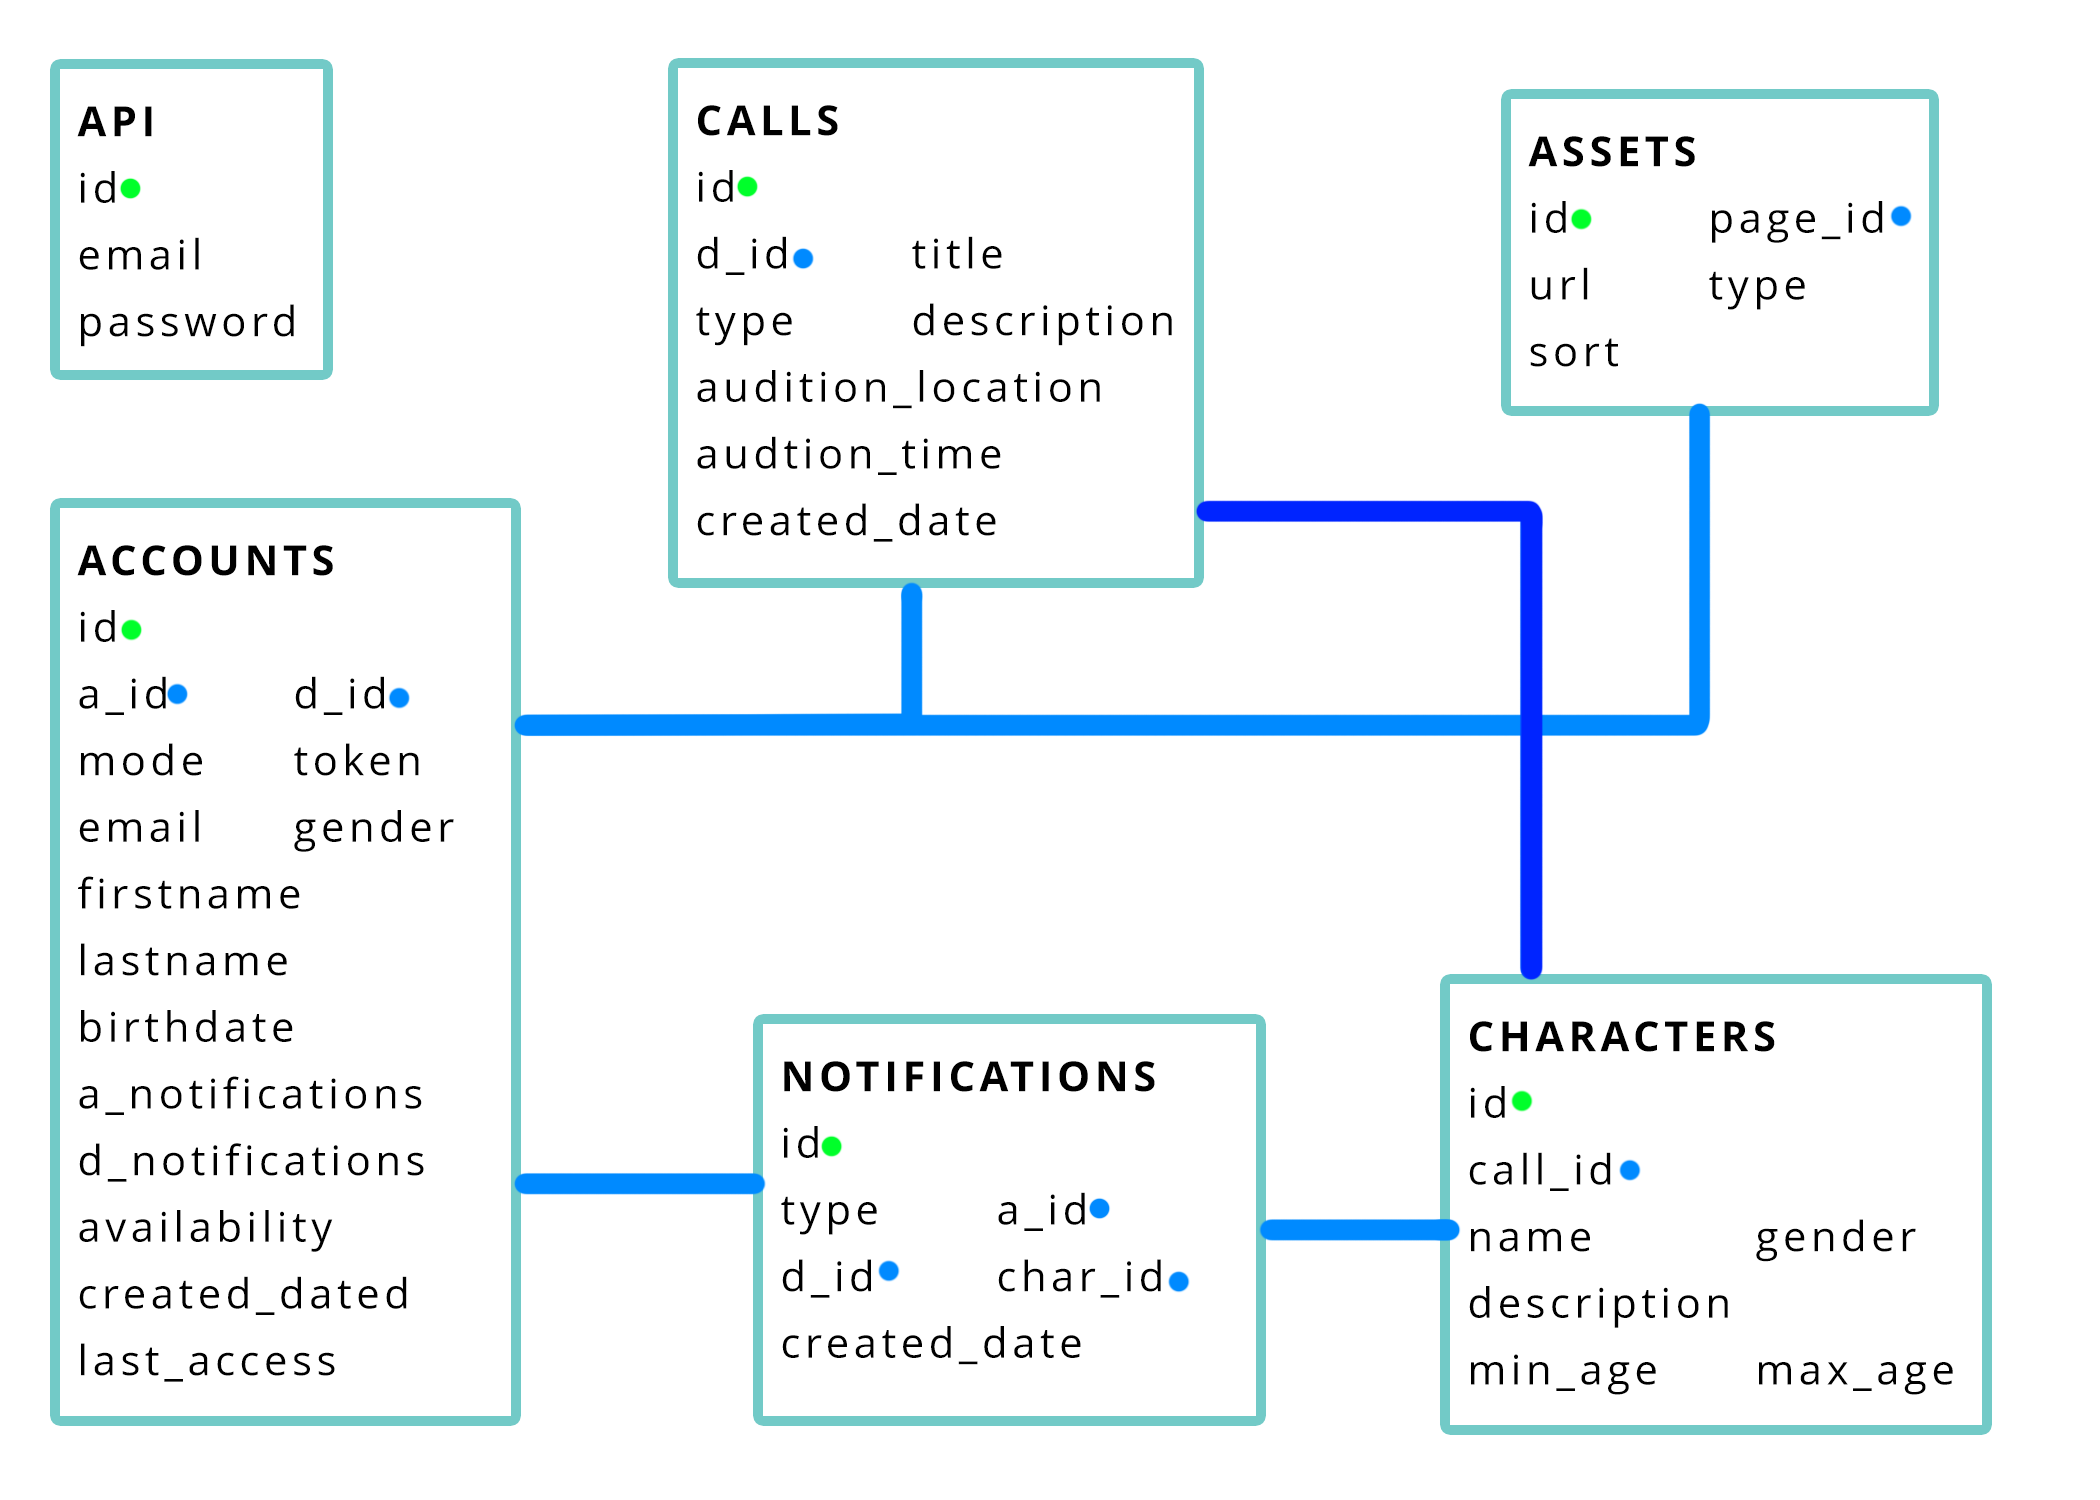 API
id
email
password
CALLS
id
d_id title
type description
audition_location
audtion_time
created_date
ASSETS
id page_id
url type
sort
ACCOUNTS
id
a_id d_id
mode token
email gender
firstname
lastname
birthdate
a_notifications
d_notifications
availability
created_dated
last_access
NOTIFICATIONS
id
type a_id
d_id char_id
created_date
CHARACTERS
id
call_id
name gender
description
min_age max_age